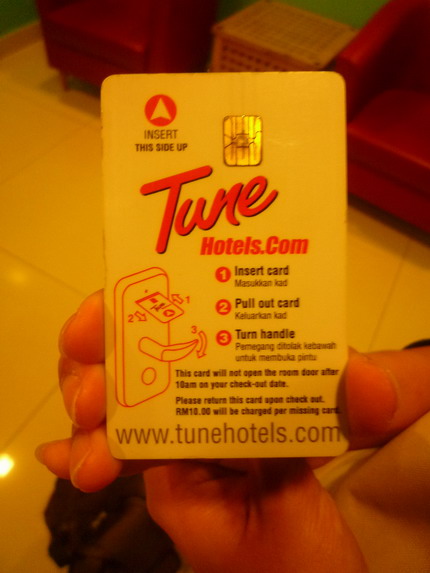 INSERT
THIS SIDE UP
Tune
Hotels.Com
1 Insert card
Masukkan kad
2 Pull out card
Keluarkan kad
3 Turn handle
Pemegang ditolak kebawah
untuk membuka pintu
1
2
3
This card will not open the room door after
10am on your check-out date.
Please return this card upon check out.
RM10.00 will be charged per missing card.
www.tunehotels.com